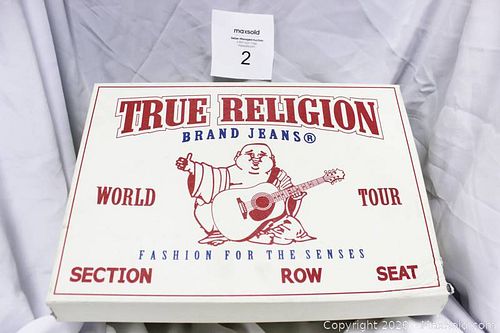 maxsold
2
TRUE RELIGION
BRAND JEANS®
WORLD TOUR
FASHION FOR THE SENSES
SECTION ROW SEAT